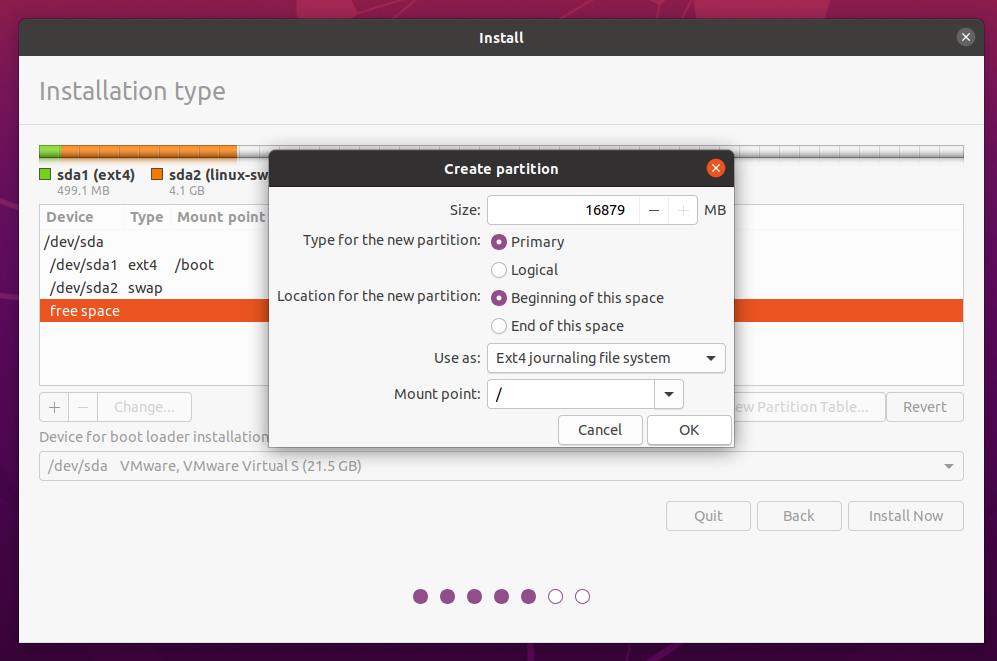 Install
Installation type
sda1 (ext4) sda2 (linux-sw
499.1 MB 4.1 GB
Device Type Mount point
/dev/sda
/dev/sda1 ext4 /boot
/dev/sda2 swap
free space
Create partition
Size: 16879 − + MB
Type for the new partition: Primary
Logical
Location for the new partition: Beginning of this space
End of this space
Use as: Ext4 journaling file system
Mount point: /
Cancel OK
+ − Change... ew Partition Table... Revert
Device for boot loader installation
/dev/sda VMware, VMware Virtual S (21.5 GB)
Quit Back Install Now